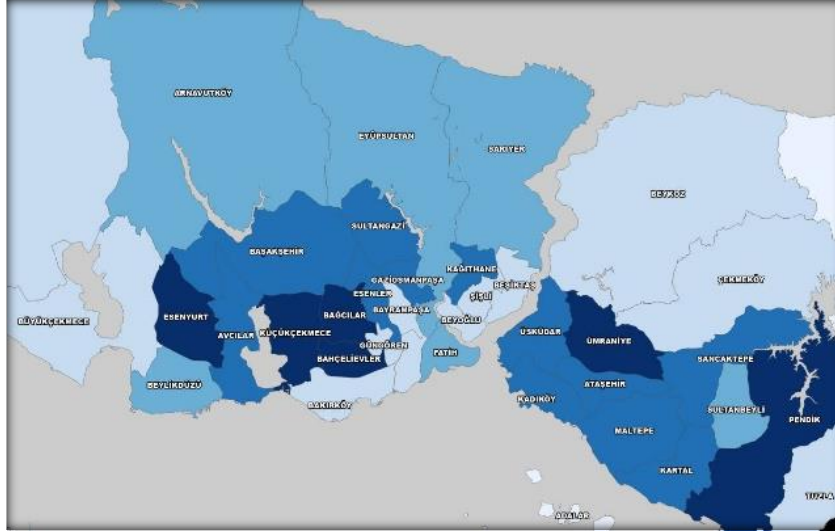 ARNAVUTKÖY
EYÜPSULTAN
SARIYER
BEYKOZ
SULTANGAZİ
BAŞAKŞEHİR
KAĞITHANE
ÇEKMEKÖY
GAZİOSMANPAŞA
BEŞİKTAŞ
ESENLER
ŞİŞLİ
BAYRAMPAŞA
BÜYÜKÇEKMECE
ESENYURT
BAĞCILAR
BEYOĞLU
AVCILAR
KÜÇÜKÇEKMECE
ÜSKÜDAR
ÜMRANİYE
GÜNGÖREN
BAHÇELİEVLER
FATİH
SANCAKTEPE
BEYLİKDÜZÜ
ATAŞEHİR
KADIKÖY
BAKIRKÖY
SULTANBEYLİ
PENDİK
MALTEPE
KARTAL
TUZLA
ADALAR